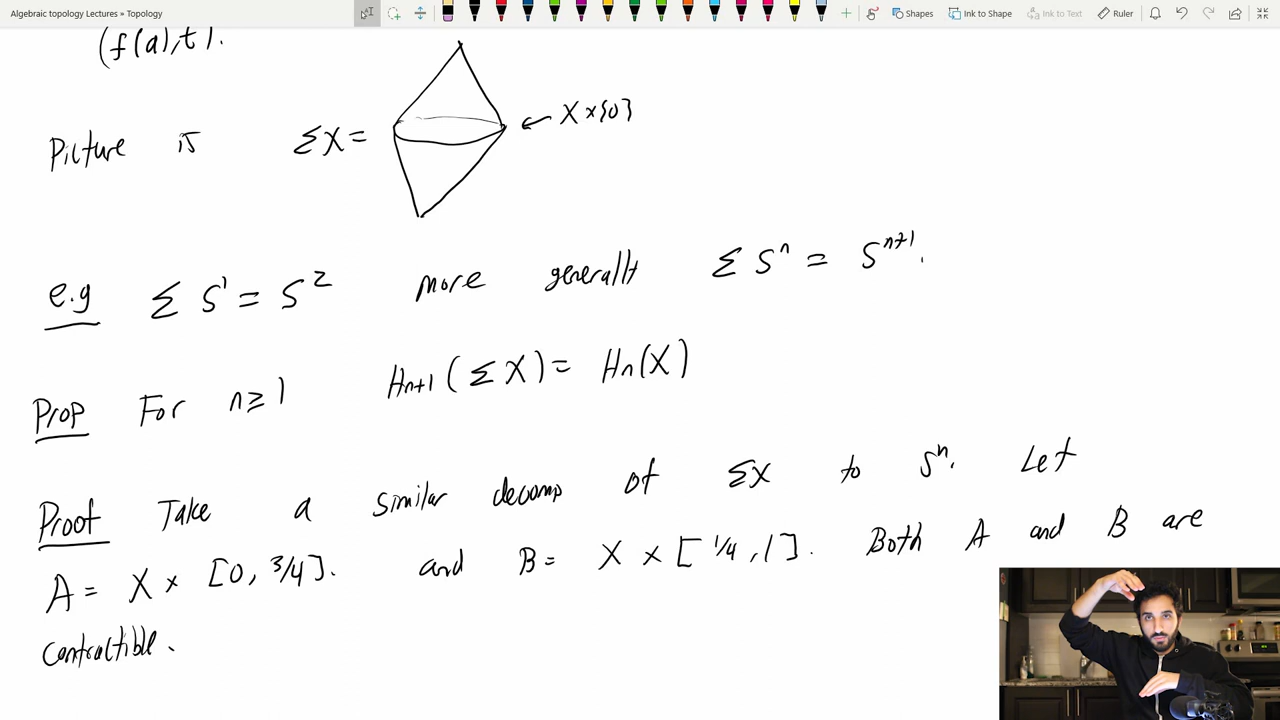 Algebraic topology Lectures » Topology
Shapes Ink to Shape Ink to Text Ruler
(f(a),t).
Picture is ΣX = ← X×{0}
e.g Σ S¹ = S² more generallt Σ Sⁿ = Sⁿ⁺¹.
Prop For n≥1 Hn+1(ΣX) = Hn(X)
Proof Take a similar decomp of ΣX to Sⁿ. Let
A = X × [0, 3/4]. and B = X × [1/4, 1]. Both A and B are
contractible.